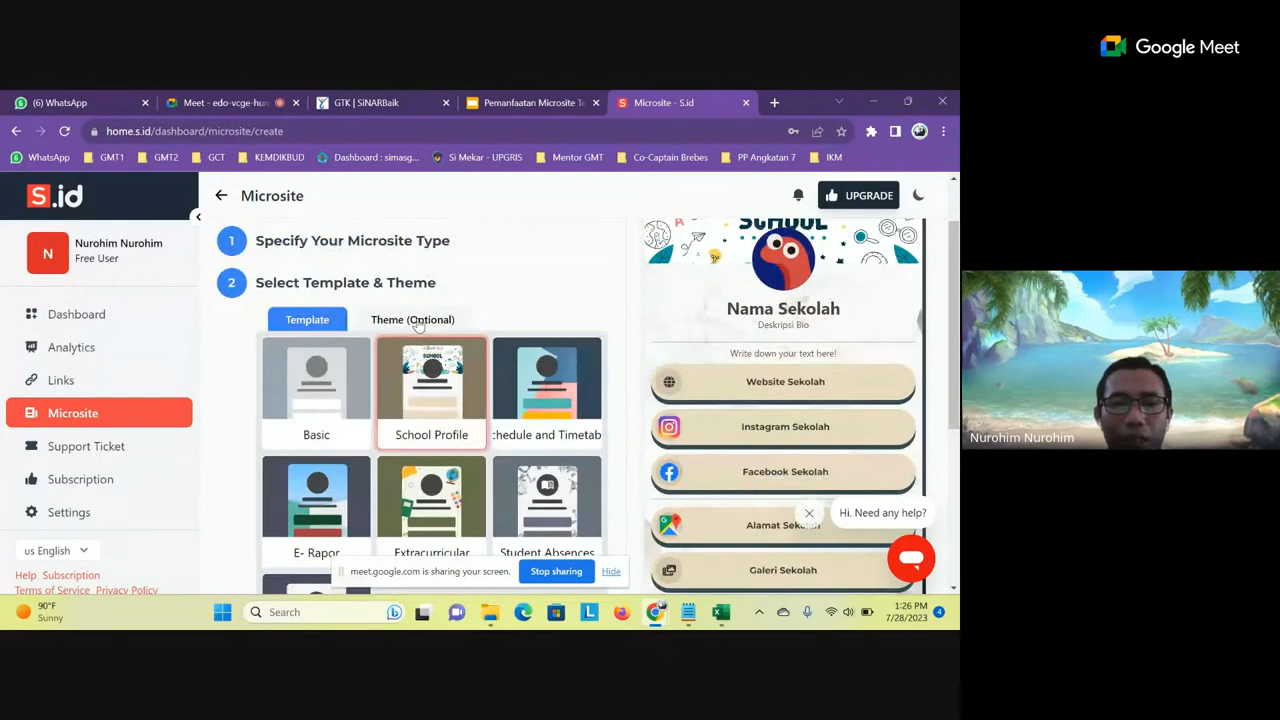 Google Meet
(6) WhatsApp
Meet - edo-vcge-hun
GTK | SiNARBaik
Pemanfaatan Microsite Te
Microsite - S.id
home.s.id/dashboard/microsite/create
WhatsApp
GMT1
GMT2
GCT
KEMDIKBUD
Dashboard : simasg
Si Mekar - UPGRIS
Mentor GMT
Co-Captain Brebes
PP Angkatan 7
IKM
S.id
Microsite
UPGRADE
N
Nurohim Nurohim
Free User
Dashboard
Analytics
Links
Microsite
Support Ticket
Subscription
Settings
us English
Help Subscription
Terms of Service Privacy Policy
1 Specify Your Microsite Type
2 Select Template & Theme
Template
Theme (Optional)
SCHOOL
Basic
School Profile
chedule and Timetab
E- Rapor
Extracurricular
Student Absences
SCHOOL
Nama Sekolah
Deskripsi Bio
Write down your text here!
Website Sekolah
instagram Sekolah
Facebook Sekolah
Alamat Sekolah
Galeri Sekolah
Hi. Need any help?
meet.google.com is sharing your screen.
Stop sharing
Hide
Nurohim Nurohim
90°F
Sunny
Search
1:26 PM
7/28/2023
4